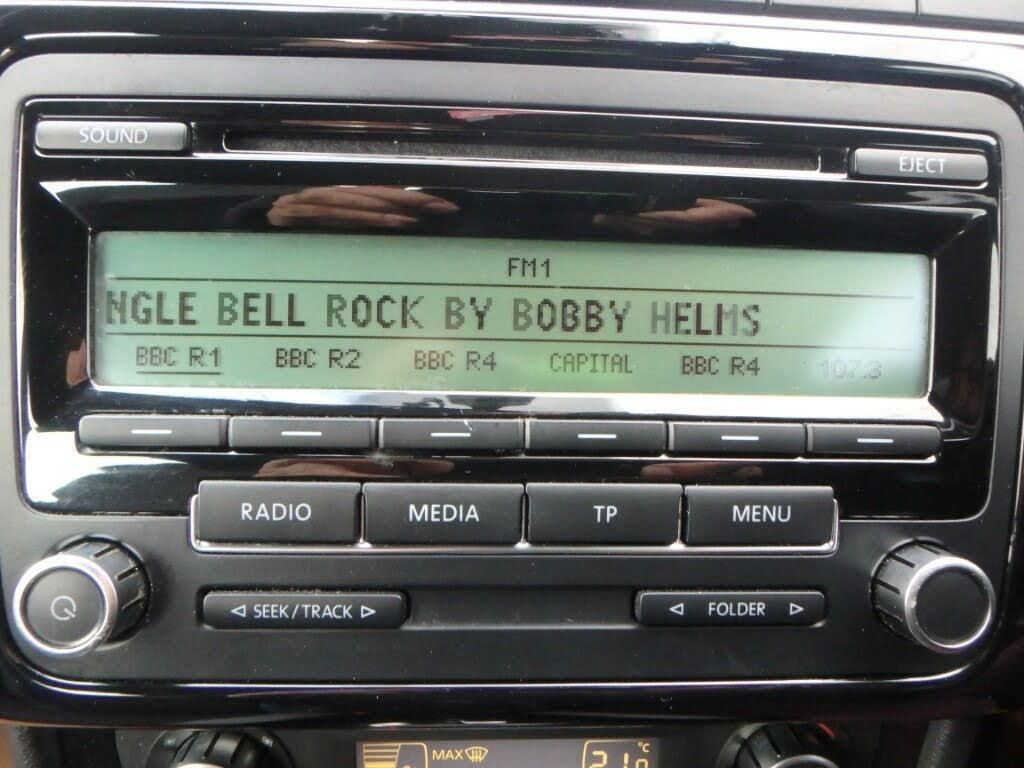 SOUND
EJECT
FM1
NGLE BELL ROCK BY BOBBY HELMS
BBC R1 BBC R2 BBC R4 CAPITAL BBC R4 107.3
RADIO MEDIA TP MENU
SEEK/TRACK FOLDER
MAX °C